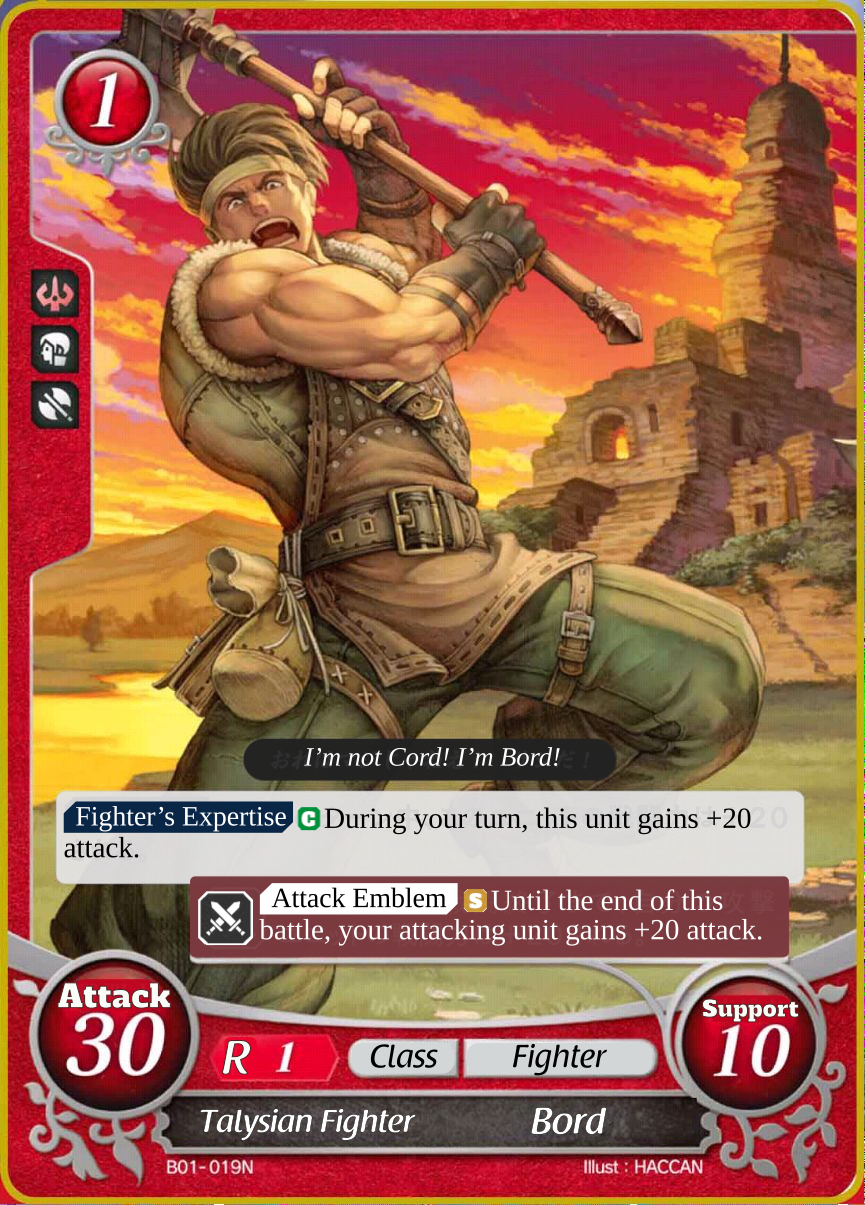 1
I'm not Cord! I'm Bord!
Fighter's Expertise C During your turn, this unit gains +20
attack.
Attack Emblem S Until the end of this
battle, your attacking unit gains +20 attack.
Attack
30
Support
10
R 1 Class Fighter
Talysian Fighter Bord
B01-019N Illust : HACCAN